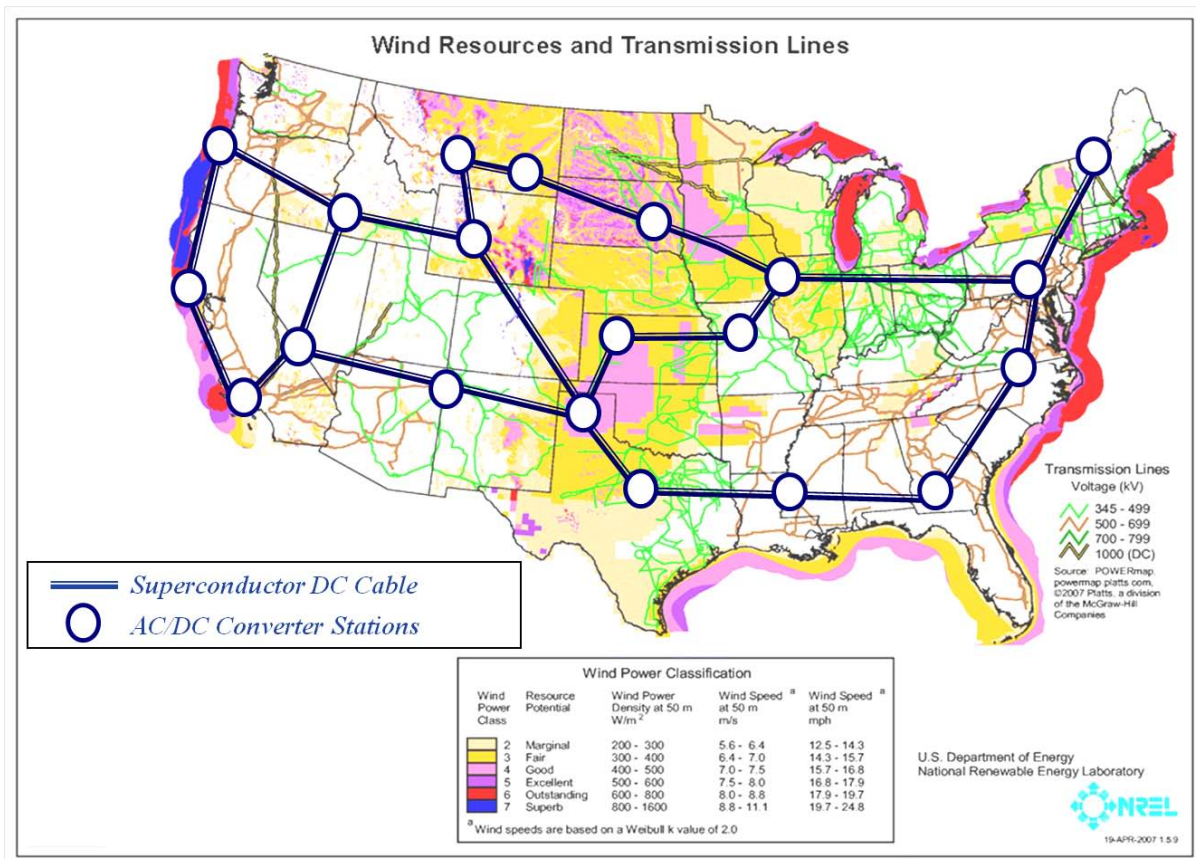 Wind Resources and Transmission Lines
Transmission Lines
Voltage (kV)
345 - 499
500 - 699
700 - 799
1000 (DC)
Source: POWERmap,
powermap.platts.com,
©2007 Platts, a division
of the McGraw-Hill
Companies
Superconductor DC Cable
AC/DC Converter Stations
Wind Power Classification
Wind Power Class Resource Potential Wind Power Density at 50 m W/m² Wind Speed a at 50 m m/s Wind Speed a at 50 m mph
2 Marginal 200 - 300 5.6 - 6.4 12.5 - 14.3
3 Fair 300 - 400 6.4 - 7.0 14.3 - 15.7
4 Good 400 - 500 7.0 - 7.5 15.7 - 16.8
5 Excellent 500 - 600 7.5 - 8.0 16.8 - 17.9
6 Outstanding 600 - 800 8.0 - 8.8 17.9 - 19.7
7 Superb 800 - 1600 8.8 - 11.1 19.7 - 24.8
a Wind speeds are based on a Weibull k value of 2.0
U.S. Department of Energy
National Renewable Energy Laboratory
NREL
19-APR-2007 1.5.9